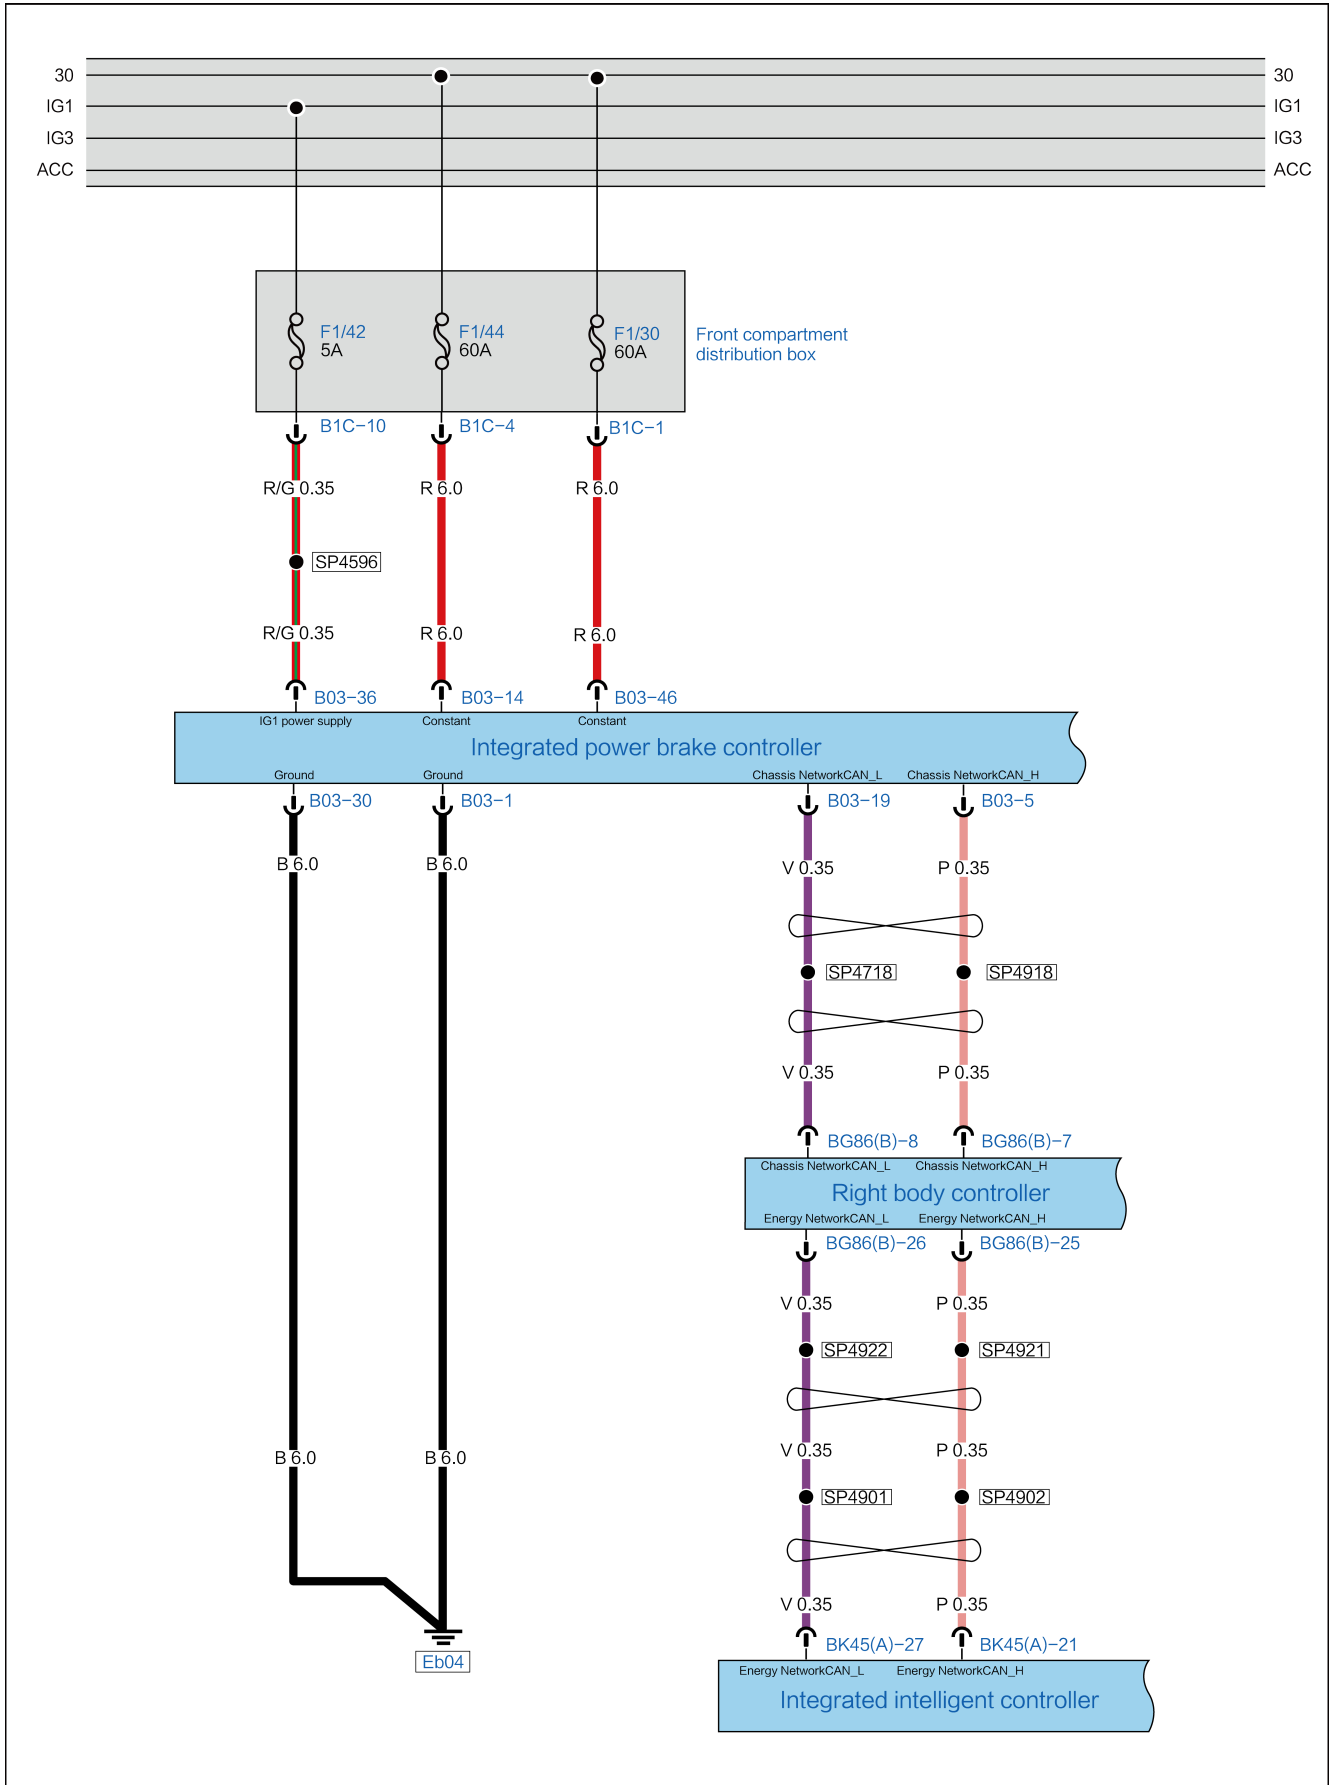 30
30
IG1
IG1
IG3
IG3
ACC
ACC
F1/42
5A
F1/44
60A
F1/30
60A
Front compartment
distribution box
B1C-10
B1C-4
B1C-1
R/G 0.35
R 6.0
R 6.0
SP4596
R/G 0.35
R 6.0
R 6.0
B03-36
B03-14
B03-46
IG1 power supply
Constant
Constant
Integrated power brake controller
Ground
Ground
Chassis NetworkCAN_L
Chassis NetworkCAN_H
B03-30
B03-1
B03-19
B03-5
B 6.0
B 6.0
V 0.35
P 0.35
SP4718
SP4918
V 0.35
P 0.35
BG86(B)-8
BG86(B)-7
Chassis NetworkCAN_L
Chassis NetworkCAN_H
Right body controller
Energy NetworkCAN_L
Energy NetworkCAN_H
BG86(B)-26
BG86(B)-25
V 0.35
P 0.35
SP4922
SP4921
B 6.0
B 6.0
V 0.35
P 0.35
SP4901
SP4902
V 0.35
P 0.35
Eb04
BK45(A)-27
BK45(A)-21
Energy NetworkCAN_L
Energy NetworkCAN_H
Integrated intelligent controller